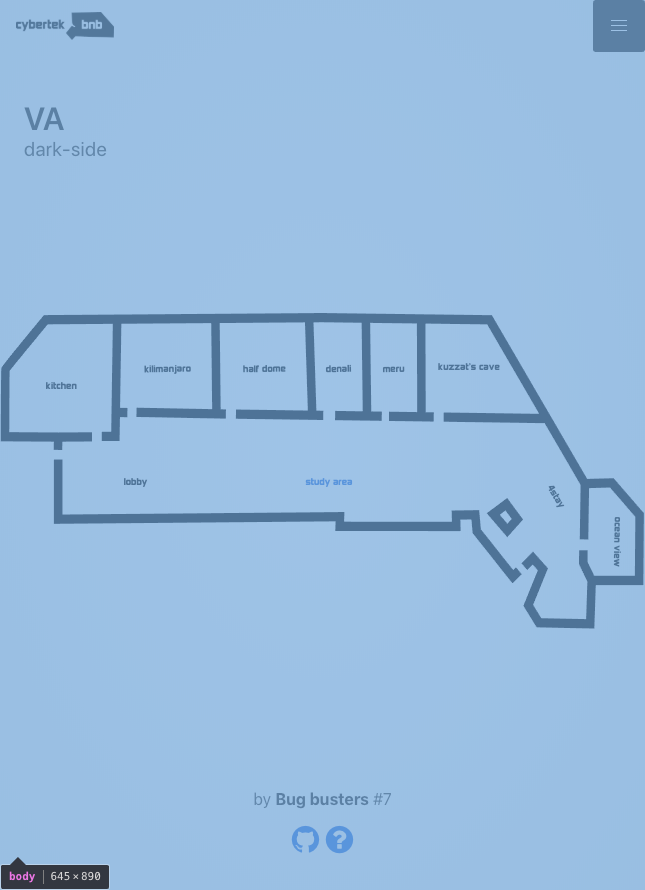 cybertek bnb
VA
dark-side
kitchen
kilimanjaro
half dome
denali
meru
kuzzat's cave
lobby
study area
4stay
ocean view
by Bug busters #7
?
body 645 × 890